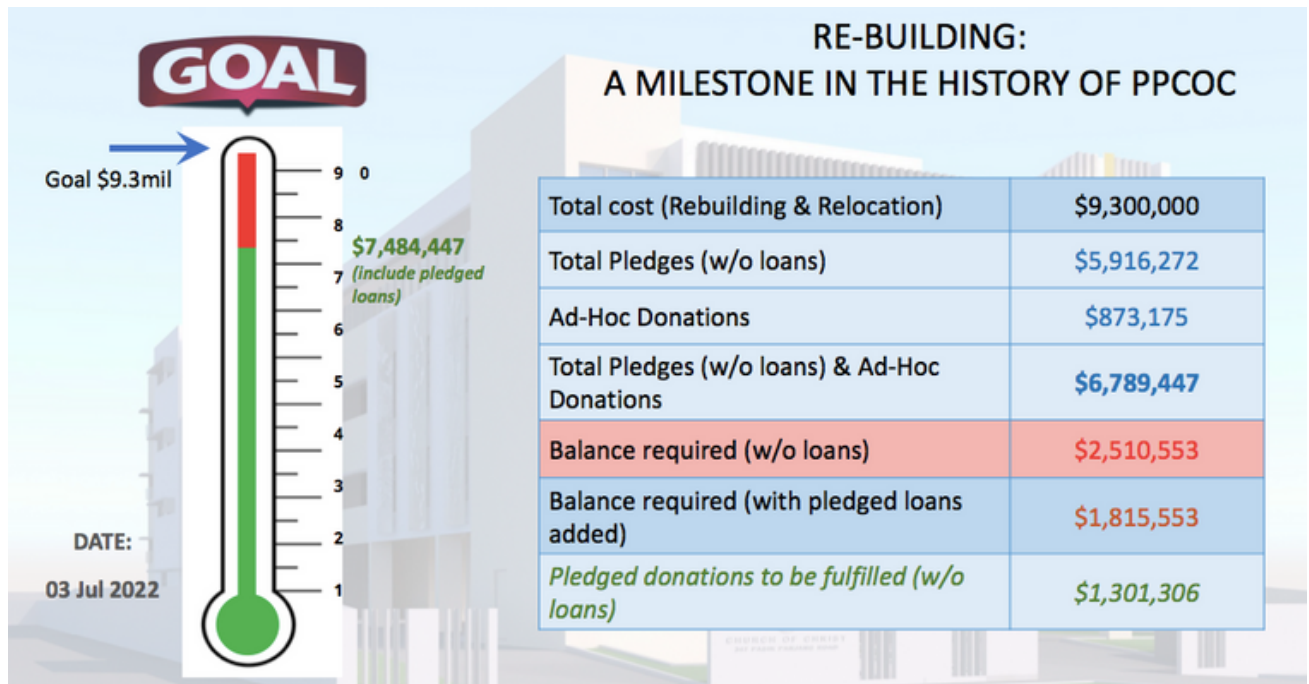 GOAL
RE-BUILDING:
A MILESTONE IN THE HISTORY OF PPCOC
Goal $9.3mil
9 0
8
7
6
5
4
3
2
1
$7,484,447
(include pledged
loans)
DATE:
03 Jul 2022
Total cost (Rebuilding & Relocation) $9,300,000
Total Pledges (w/o loans) $5,916,272
Ad-Hoc Donations $873,175
Total Pledges (w/o loans) & Ad-Hoc
Donations $6,789,447
Balance required (w/o loans) $2,510,553
Balance required (with pledged loans
added) $1,815,553
Pledged donations to be fulfilled (w/o
loans) $1,301,306
CHURCH OF CHRIST